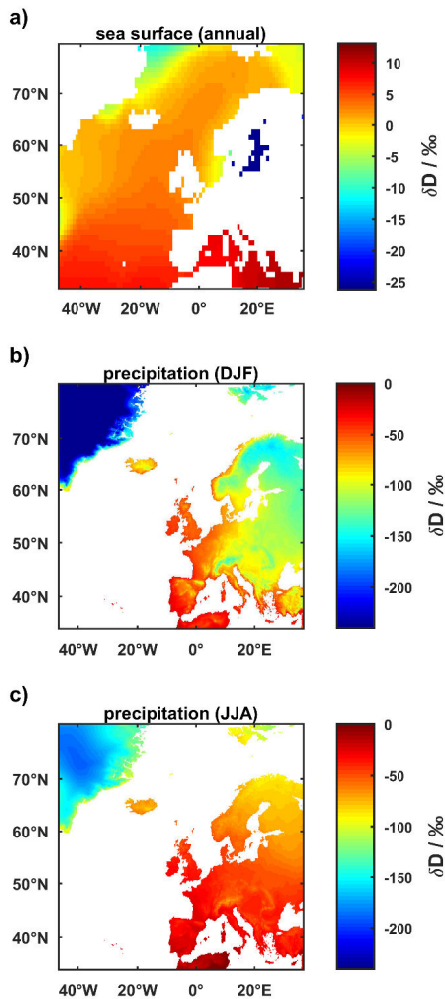 a)
sea surface (annual)
70°N
60°N
50°N
40°N
40°W
20°W
0°
20°E
10
5
0
-5
-10
-15
-20
-25
δD / ‰
b)
precipitation (DJF)
70°N
60°N
50°N
40°N
40°W
20°W
0°
20°E
0
-50
-100
-150
-200
δD / ‰
c)
precipitation (JJA)
70°N
60°N
50°N
40°N
40°W
20°W
0°
20°E
0
-50
-100
-150
-200
δD / ‰